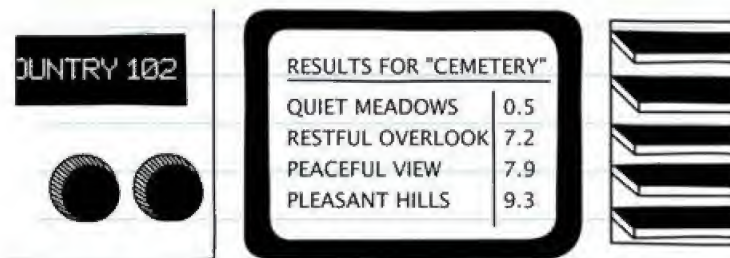 OUNTRY 102
RESULTS FOR "CEMETERY"
QUIET MEADOWS 0.5
RESTFUL OVERLOOK 7.2
PEACEFUL VIEW 7.9
PLEASANT HILLS 9.3